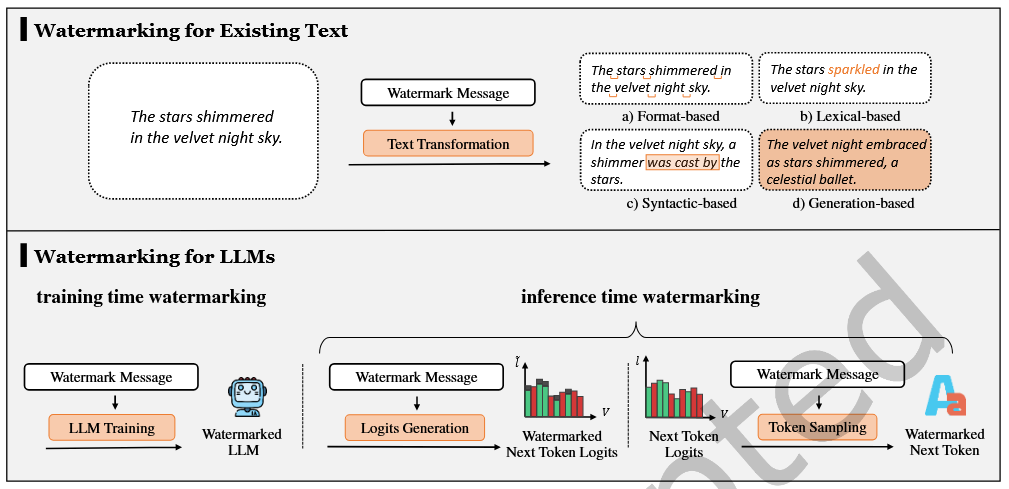 Watermarking for Existing Text
The stars shimmered
in the velvet night sky.
Watermark Message
Text Transformation
The stars shimmered in
the velvet night sky.
a) Format-based
The stars sparkled in the
velvet night sky.
b) Lexical-based
In the velvet night sky, a
shimmer was cast by the
stars.
c) Syntactic-based
The velvet night embraced
as stars shimmered, a
celestial ballet.
d) Generation-based
Watermarking for LLMs
training time watermarking
inference time watermarking
Watermark Message
LLM Training
Watermarked
LLM
Watermark Message
Logits Generation
l̃
V
Watermarked
Next Token Logits
l
V
Next Token
Logits
Watermark Message
Token Sampling
Aa
Watermarked
Next Token